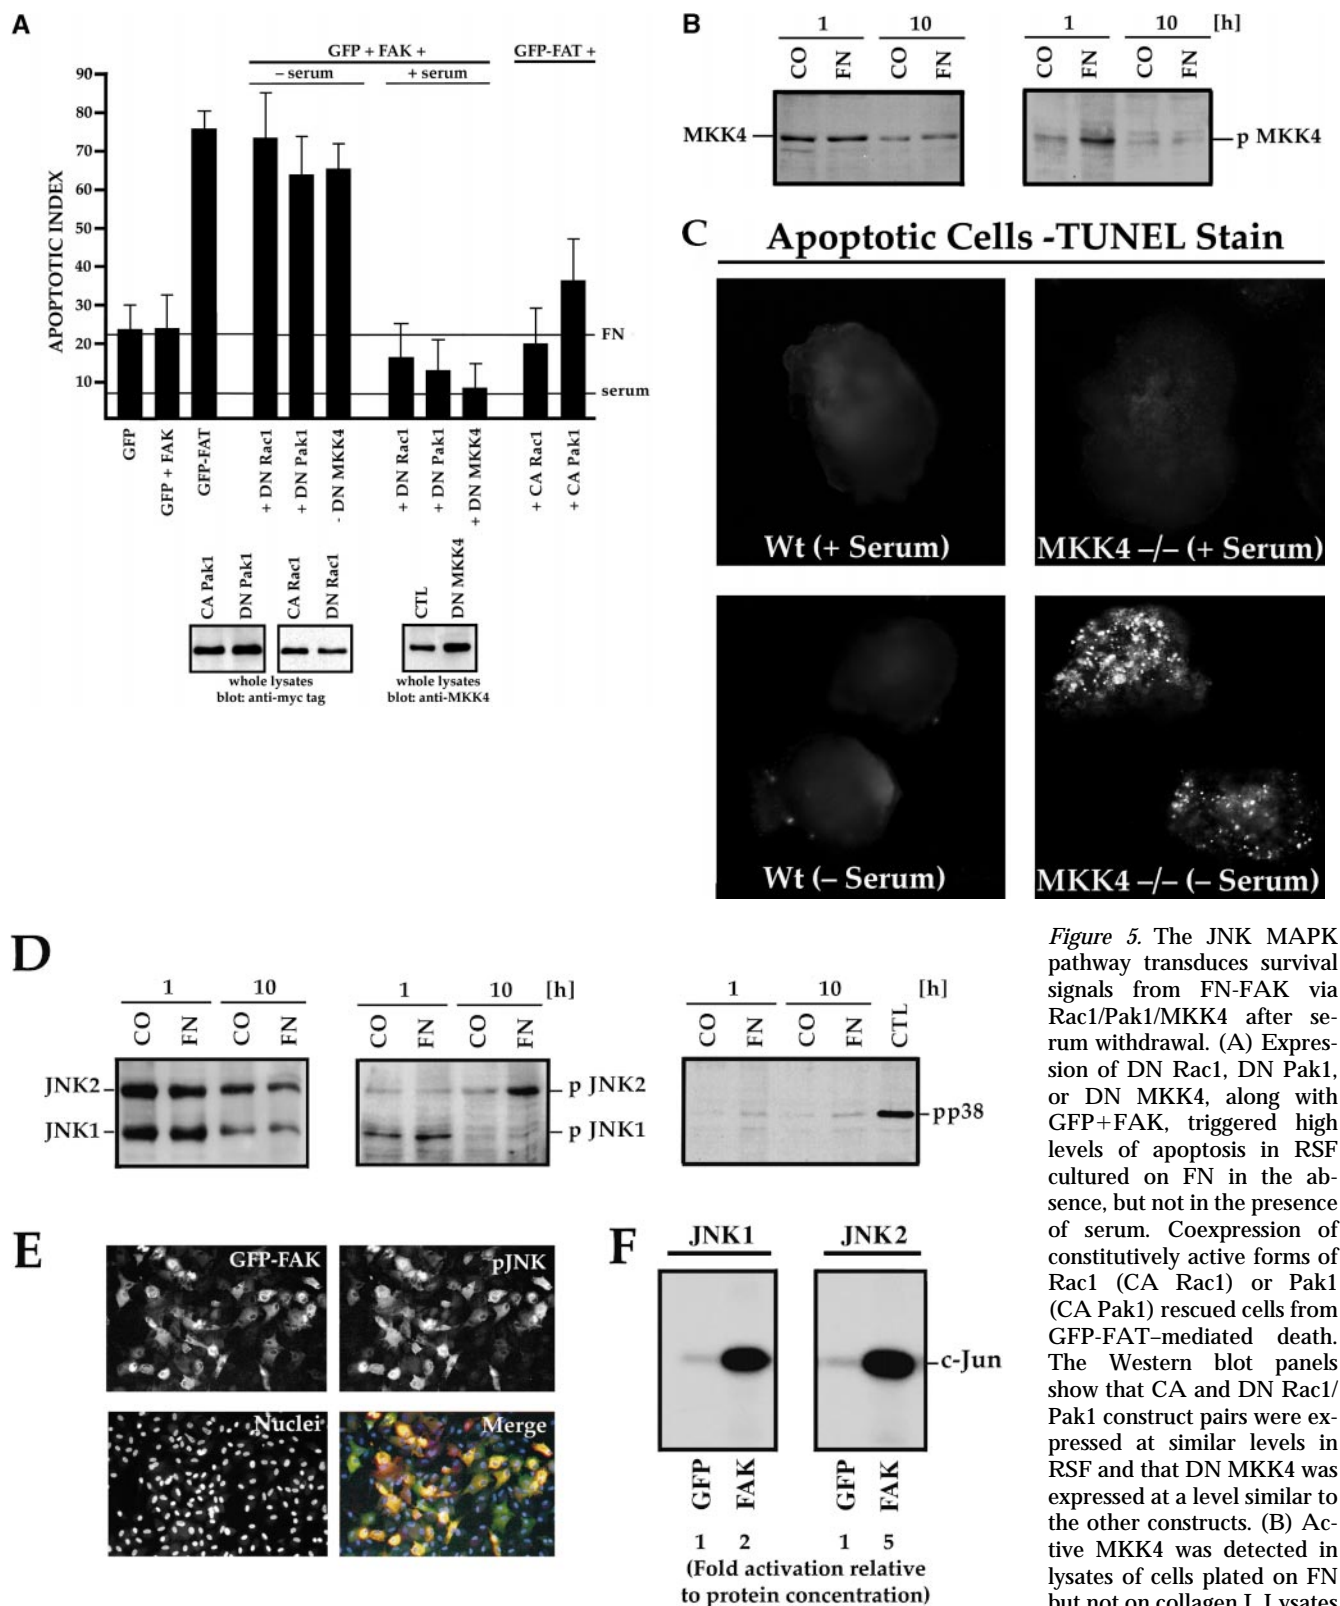 A
GFP + FAK +
GFP-FAT +
– serum
+ serum
90
80
70
60
50
40
30
20
10
APOPTOTIC INDEX
FN
serum
GFP
GFP + FAK
GFP-FAT
+ DN Rac1
+ DN Pak1
- DN MKK4
+ DN Rac1
+ DN Pak1
+ DN MKK4
+ CA Rac1
+ CA Pak1
CA Pak1
DN Pak1
CA Rac1
DN Rac1
CTL
DN MKK4
whole lysates
blot: anti-myc tag
whole lysates
blot: anti-MKK4
B
1
10
1
10
[h]
CO
FN
CO
FN
CO
FN
CO
FN
MKK4
p MKK4
C
Apoptotic Cells -TUNEL Stain
Wt (+ Serum)
MKK4 –/– (+ Serum)
Wt (– Serum)
MKK4 –/– (– Serum)
D
1
10
1
10
[h]
1
10
[h]
CO
FN
CO
FN
CO
FN
CO
FN
CO
FN
CO
FN
CTL
JNK2
JNK1
p JNK2
p JNK1
pp38
E
GFP-FAK
pJNK
Nuclei
Merge
F
JNK1
JNK2
c-Jun
GFP
FAK
GFP
FAK
1
2
1
5
(Fold activation relative
to protein concentration)
Figure 5. The JNK MAPK
pathway transduces survival
signals from FN-FAK via
Rac1/Pak1/MKK4 after se-
rum withdrawal. (A) Expres-
sion of DN Rac1, DN Pak1,
or DN MKK4, along with
GFP+FAK, triggered high
levels of apoptosis in RSF
cultured on FN in the ab-
sence, but not in the presence
of serum. Coexpression of
constitutively active forms of
Rac1 (CA Rac1) or Pak1
(CA Pak1) rescued cells from
GFP-FAT–mediated death.
The Western blot panels
show that CA and DN Rac1/
Pak1 construct pairs were ex-
pressed at similar levels in
RSF and that DN MKK4 was
expressed at a level similar to
the other constructs. (B) Ac-
tive MKK4 was detected in
lysates of cells plated on FN
but not on collagen I. Lysates